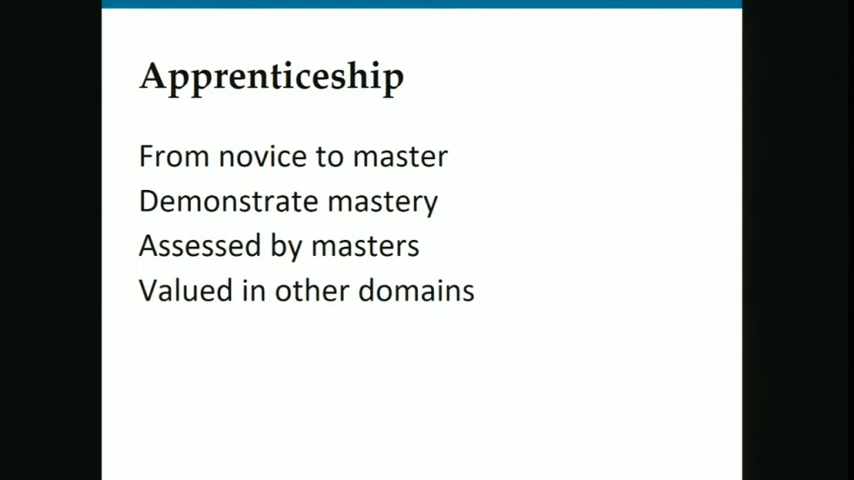 Apprenticeship
From novice to master
Demonstrate mastery
Assessed by masters
Valued in other domains